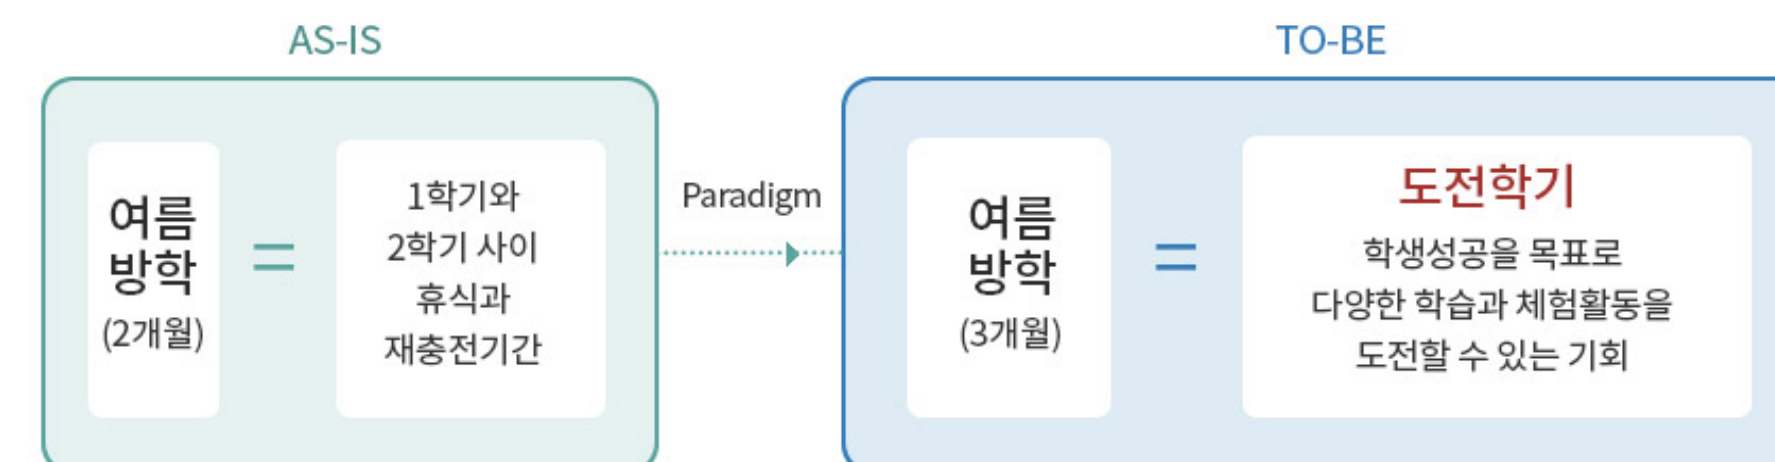 AS-IS
여름
방학
(2개월)
=
1학기와
2학기 사이
휴식과
재충전기간
Paradigm
TO-BE
여름
방학
(3개월)
=
도전학기
학생성공을 목표로
다양한 학습과 체험활동을
도전할 수 있는 기회